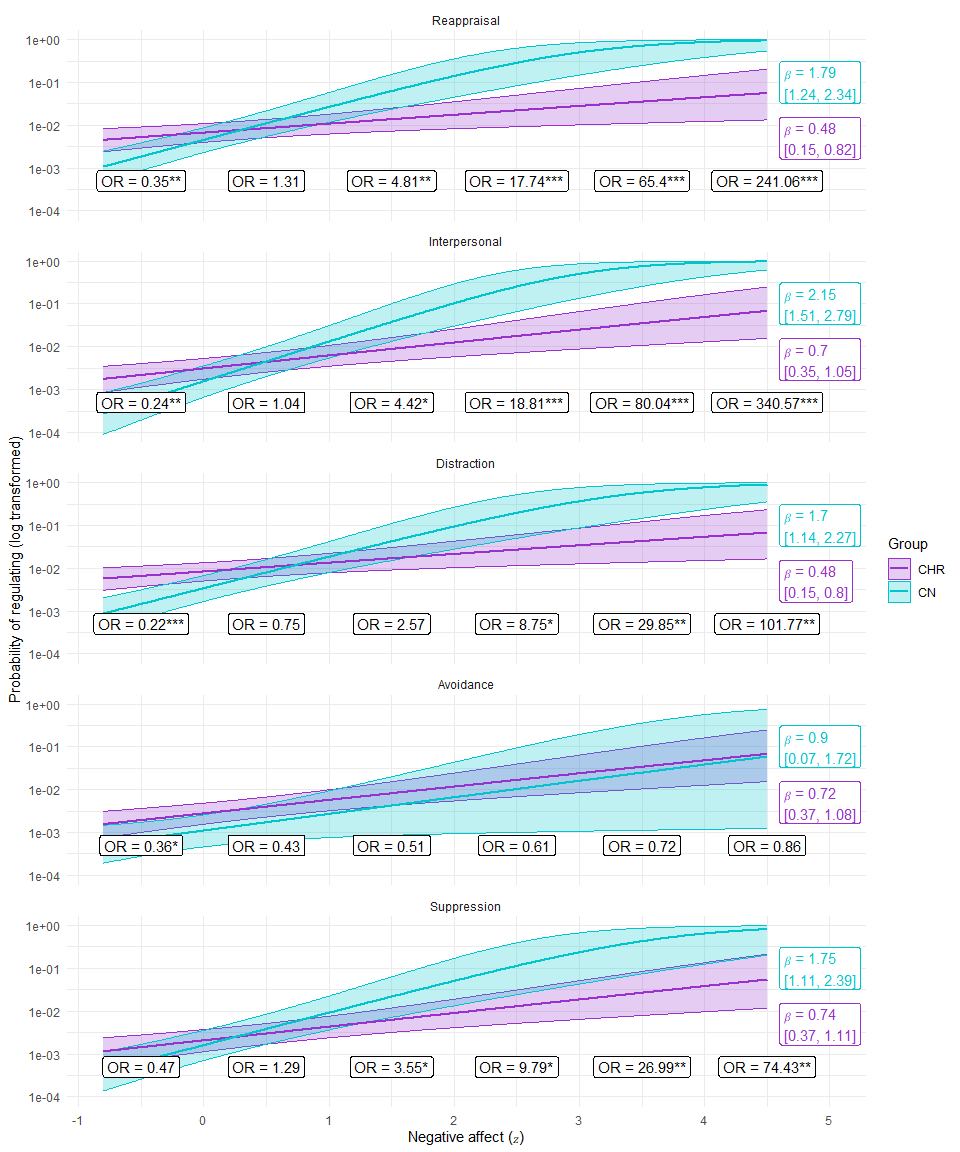 Reappraisal
1e+00
1e-01
1e-02
1e-03
1e-04
β = 1.79
[1.24, 2.34]
β = 0.48
[0.15, 0.82]
OR = 0.35** OR = 1.31 OR = 4.81** OR = 17.74*** OR = 65.4*** OR = 241.06***
Interpersonal
1e+00
1e-01
1e-02
1e-03
1e-04
β = 2.15
[1.51, 2.79]
β = 0.7
[0.35, 1.05]
OR = 0.24** OR = 1.04 OR = 4.42* OR = 18.81*** OR = 80.04*** OR = 340.57***
Distraction
1e+00
1e-01
1e-02
1e-03
1e-04
β = 1.7
[1.14, 2.27]
β = 0.48
[0.15, 0.8]
OR = 0.22*** OR = 0.75 OR = 2.57 OR = 8.75* OR = 29.85** OR = 101.77**
Avoidance
1e+00
1e-01
1e-02
1e-03
1e-04
β = 0.9
[0.07, 1.72]
β = 0.72
[0.37, 1.08]
OR = 0.36* OR = 0.43 OR = 0.51 OR = 0.61 OR = 0.72 OR = 0.86
Suppression
1e+00
1e-01
1e-02
1e-03
1e-04
β = 1.75
[1.11, 2.39]
β = 0.74
[0.37, 1.11]
OR = 0.47 OR = 1.29 OR = 3.55* OR = 9.79* OR = 26.99** OR = 74.43**
-1 0 1 2 3 4 5
Negative affect (z)
Probability of regulating (log transformed)
Group
CHR
CN